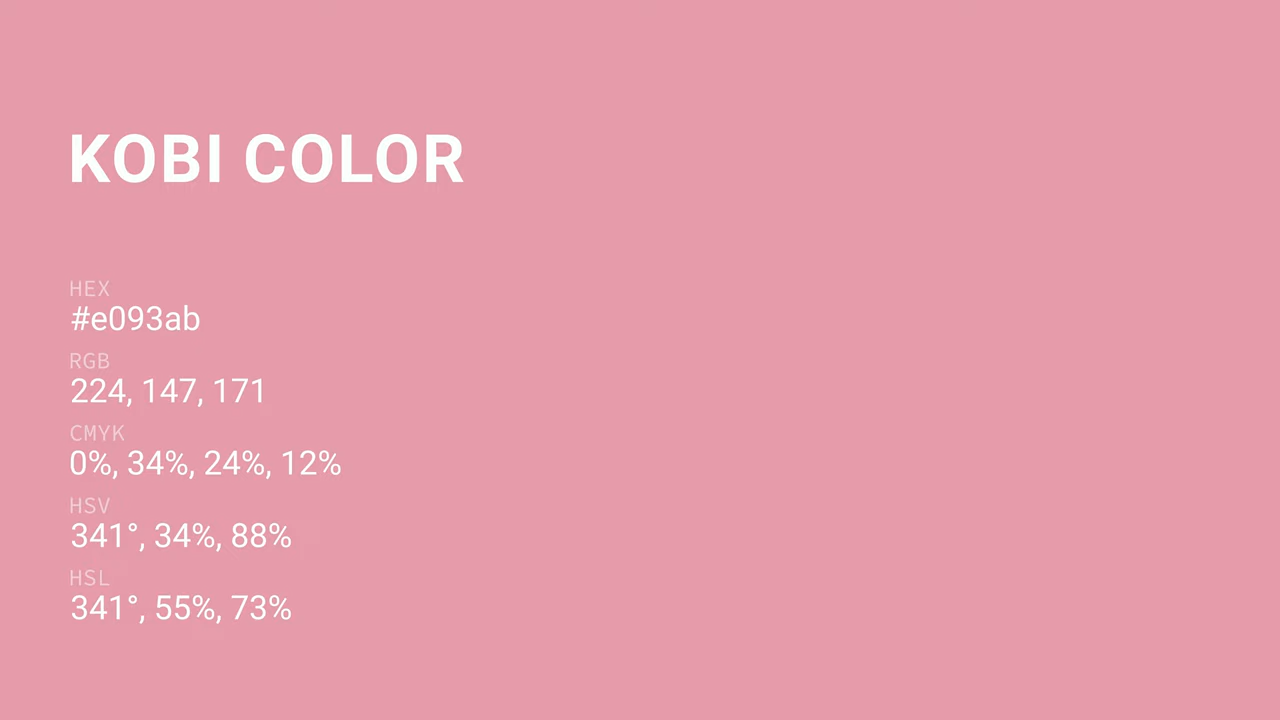 KOBI COLOR
HEX
#e093ab
RGB
224, 147, 171
CMYK
0%, 34%, 24%, 12%
HSV
341°, 34%, 88%
HSL
341°, 55%, 73%